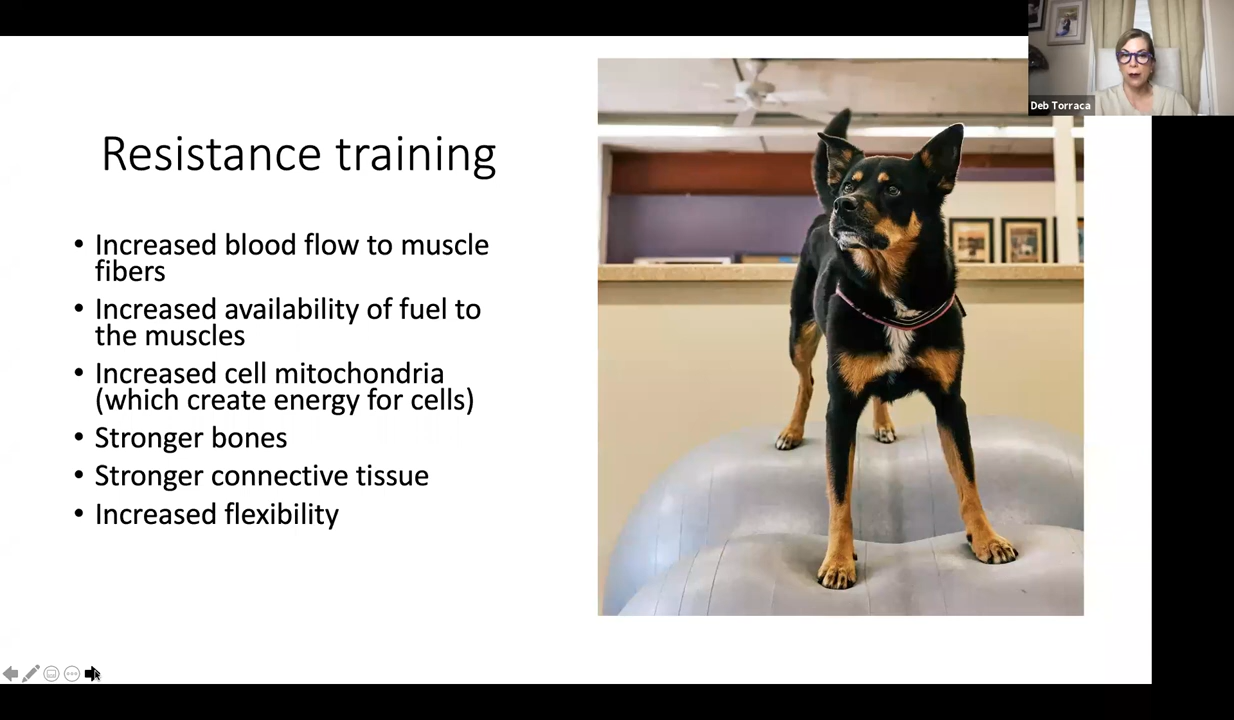 Deb Torraca
Resistance training
• Increased blood flow to muscle
fibers
• Increased availability of fuel to
the muscles
• Increased cell mitochondria
(which create energy for cells)
• Stronger bones
• Stronger connective tissue
• Increased flexibility